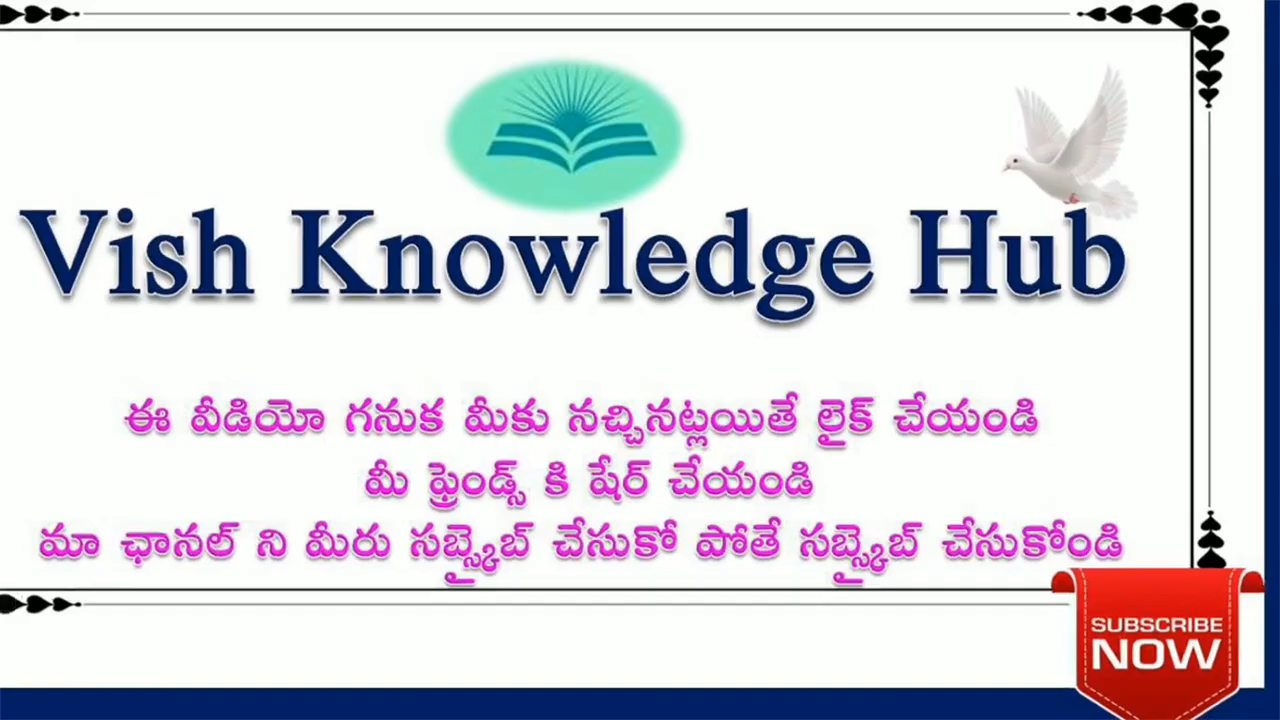 Vish Knowledge Hub
ఈ వీడియో గనుక మీకు నచ్చినట్లయితే లైక్ చేయండి
మీ ఫ్రెండ్స్ కి షేర్ చేయండి
మా ఛానల్ ని మీరు సబ్స్క్రైబ్ చేసుకో పోతే సబ్స్క్రైబ్ చేసుకోండి
SUBSCRIBE
NOW